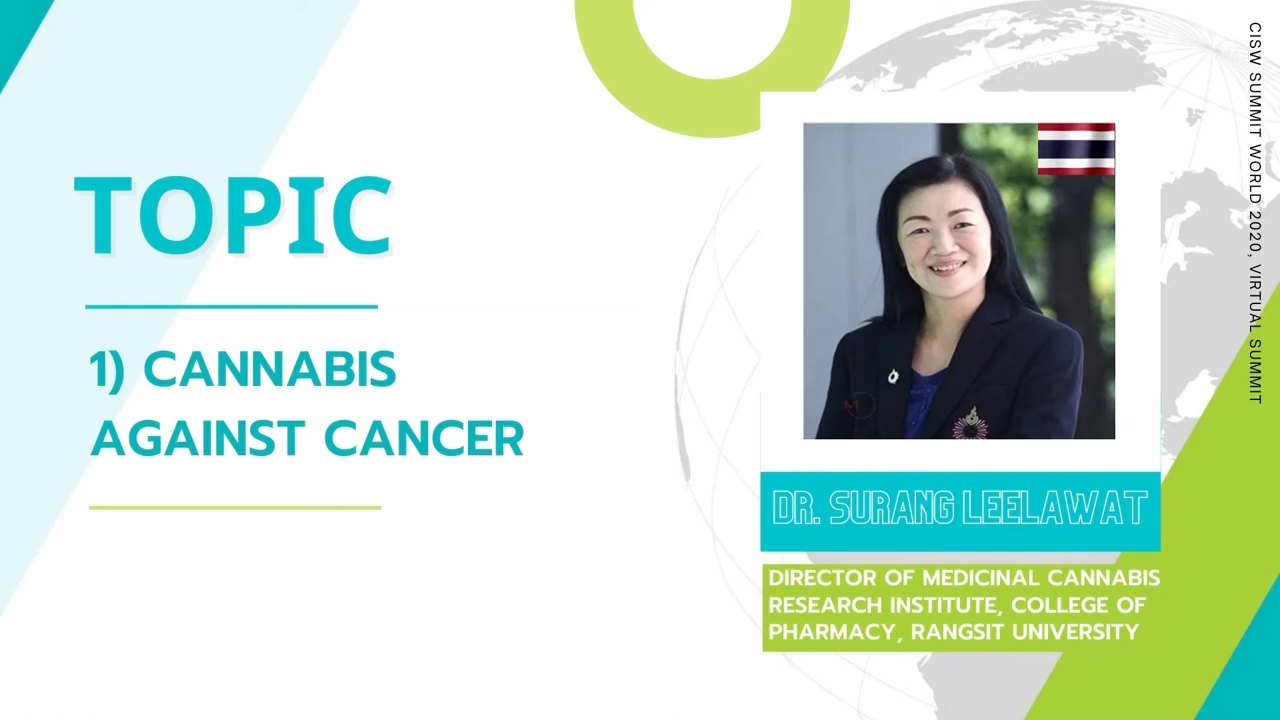 TOPIC
1) CANNABIS
AGAINST CANCER
DR. SURANG LEELAWAT
DIRECTOR OF MEDICINAL CANNABIS
RESEARCH INSTITUTE, COLLEGE OF
PHARMACY, RANGSIT UNIVERSITY
CISW SUMMIT WORLD 2020, VIRTUAL SUMMIT